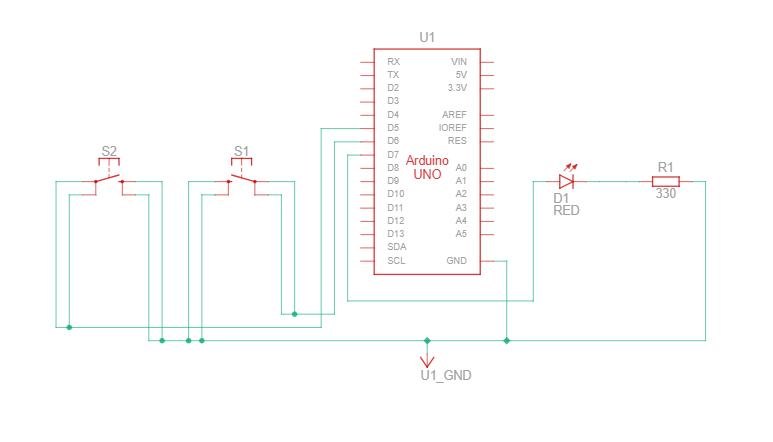 U1
RX VIN
TX 5V
D2 3.3V
D3
D4 AREF
D5 IOREF
D6 RES
D7
Arduino
UNO
D8 A0
D9 A1
D10 A2
D11 A3
D12 A4
D13 A5
SDA
SCL GND
S2
S1
D1
RED
R1
330
U1_GND